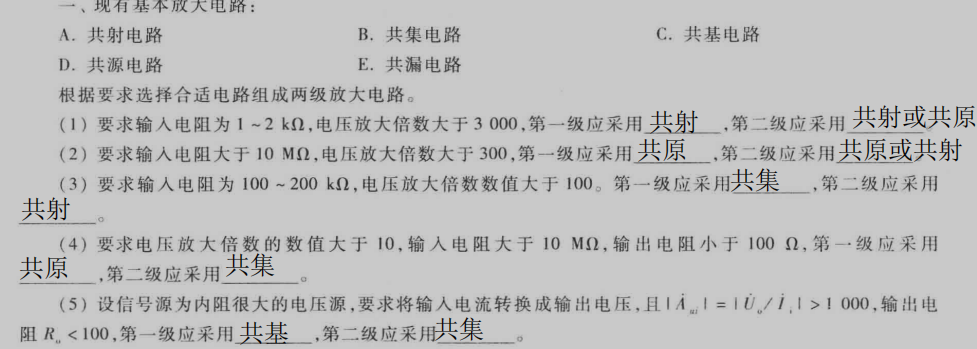 一、现有基本放大电路：
A. 共射电路 B. 共集电路 C. 共基电路
D. 共源电路 E. 共漏电路
根据要求选择合适电路组成两级放大电路。
(1) 要求输入电阻为 1~2 kΩ,电压放大倍数大于 3 000,第一级应采用 共射 ,第二级应采用 共射或共原
(2) 要求输入电阻大于 10 MΩ,电压放大倍数大于 300,第一级应采用 共原 ,第二级应采用 共原或共射
(3) 要求输入电阻为 100~200 kΩ,电压放大倍数数值大于 100。第一级应采用 共集 ,第二级应采用
共射 。
(4) 要求电压放大倍数的数值大于 10,输入电阻大于 10 MΩ,输出电阻小于 100 Ω,第一级应采用
共原 ,第二级应采用 共集 。
(5) 设信号源为内阻很大的电压源,要求将输入电流转换成输出电压,且|Ȧui|=|U̇o/İi|>1 000,输出电
阻 Ro<100,第一级应采用 共基 ,第二级应采用 共集 。